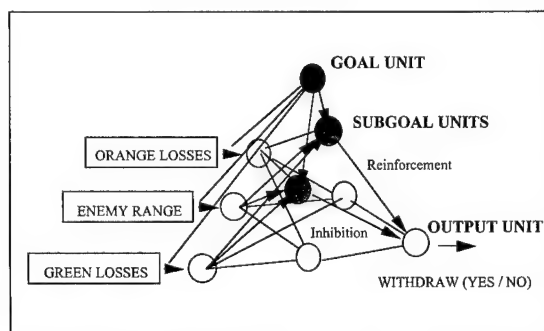 GOAL UNIT
SUBGOAL UNITS
ORANGE LOSSES
Reinforcement
ENEMY RANGE
OUTPUT UNIT
Inhibition
GREEN LOSSES
WITHDRAW (YES / NO)